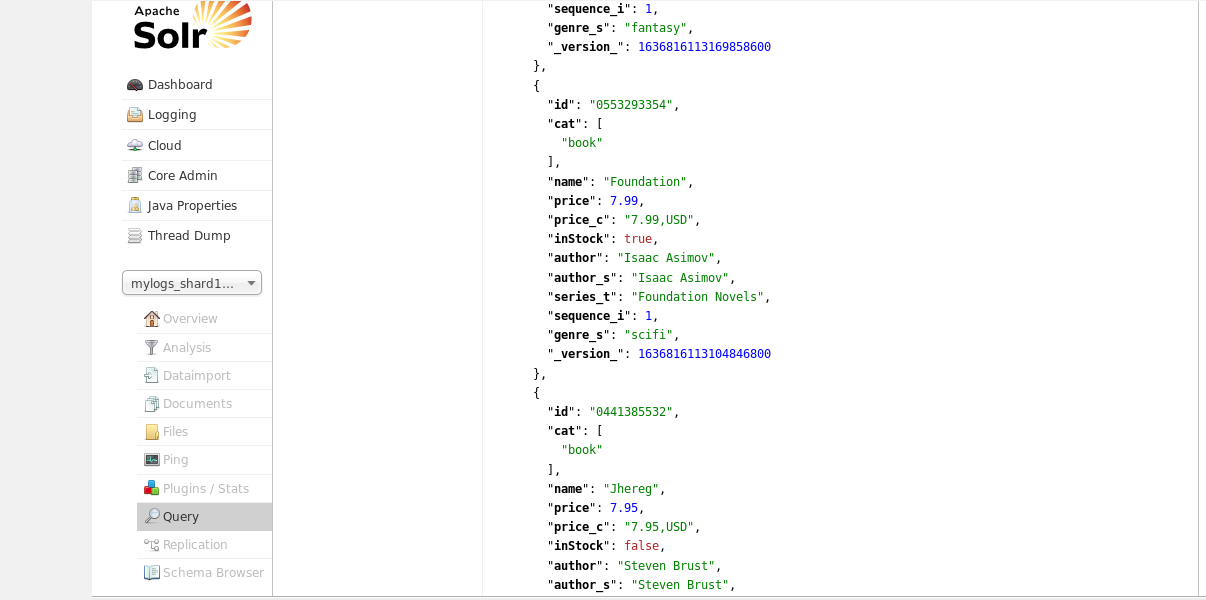 Apache
Solr
Dashboard
Logging
Cloud
Core Admin
Java Properties
Thread Dump
mylogs_shard1...
Overview
Analysis
Dataimport
Documents
Files
Ping
Plugins / Stats
Query
Replication
Schema Browser
"sequence_i": 1,
"genre_s": "fantasy",
"_version_": 1636816113169858600
},
{
"id": "0553293354",
"cat": [
"book"
],
"name": "Foundation",
"price": 7.99,
"price_c": "7.99,USD",
"inStock": true,
"author": "Isaac Asimov",
"author_s": "Isaac Asimov",
"series_t": "Foundation Novels",
"sequence_i": 1,
"genre_s": "scifi",
"_version_": 1636816113104846800
},
{
"id": "0441385532",
"cat": [
"book"
],
"name": "Jhereg",
"price": 7.95,
"price_c": "7.95,USD",
"inStock": false,
"author": "Steven Brust",
"author_s": "Steven Brust",